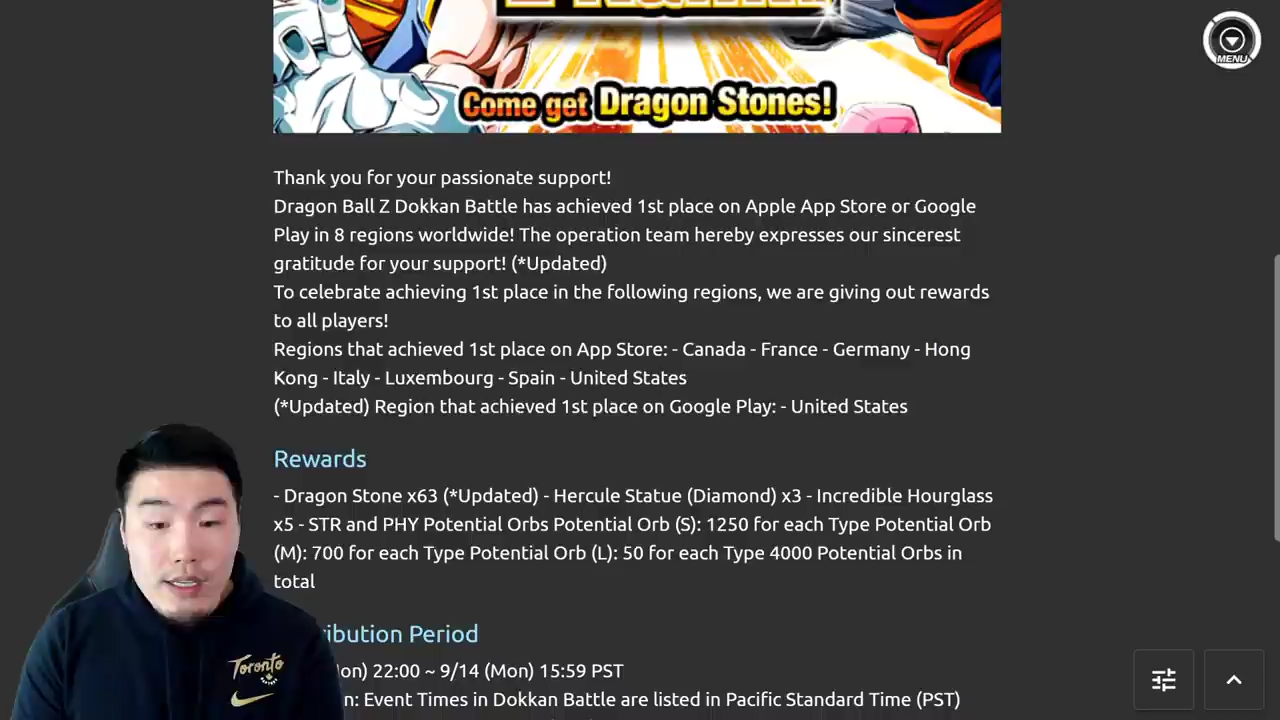 MENU
Come get Dragon Stones!
Thank you for your passionate support!
Dragon Ball Z Dokkan Battle has achieved 1st place on Apple App Store or Google
Play in 8 regions worldwide! The operation team hereby expresses our sincerest
gratitude for your support! (*Updated)
To celebrate achieving 1st place in the following regions, we are giving out rewards
to all players!
Regions that achieved 1st place on App Store: - Canada - France - Germany - Hong
Kong - Italy - Luxembourg - Spain - United States
(*Updated) Region that achieved 1st place on Google Play: - United States
Rewards
- Dragon Stone x63 (*Updated) - Hercule Statue (Diamond) x3 - Incredible Hourglass
x5 - STR and PHY Potential Orbs Potential Orb (S): 1250 for each Type Potential Orb
(M): 700 for each Type Potential Orb (L): 50 for each Type 4000 Potential Orbs in
total
ribution Period
on) 22:00 ~ 9/14 (Mon) 15:59 PST
n: Event Times in Dokkan Battle are listed in Pacific Standard Time (PST)
Toronto